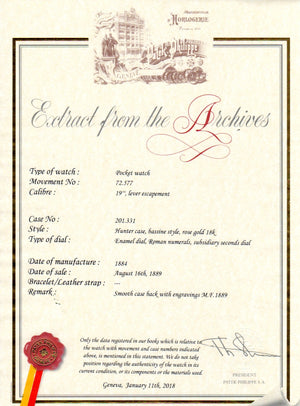 Manufacture
d'Horlogerie
Patek Philippe
GENÈVE
Extract from the Archives
Type of watch : Pocket watch
Movement No : 72.577
Calibre : 19''', lever escapement
Case No : 201.331
Style : Hunter case, bassine style, rose gold 18k
Type of dial : Enamel dial, Roman numerals, subsidiary seconds dial
Date of manufacture : 1884
Date of sale : August 16th, 1889
Bracelet/Leather strap : ---
Remark : Smooth case back with engravings M.F.1889
Only the data registered in our books which is relative to
the watch with movement and case numbers indicated
above, is mentioned in this statement. We do not take
position regarding the authenticity of the watch in its
current condition, or its components or the materials used.
Geneva, January 11th, 2018
PRESIDENT
PATEK PHILIPPE S.A.